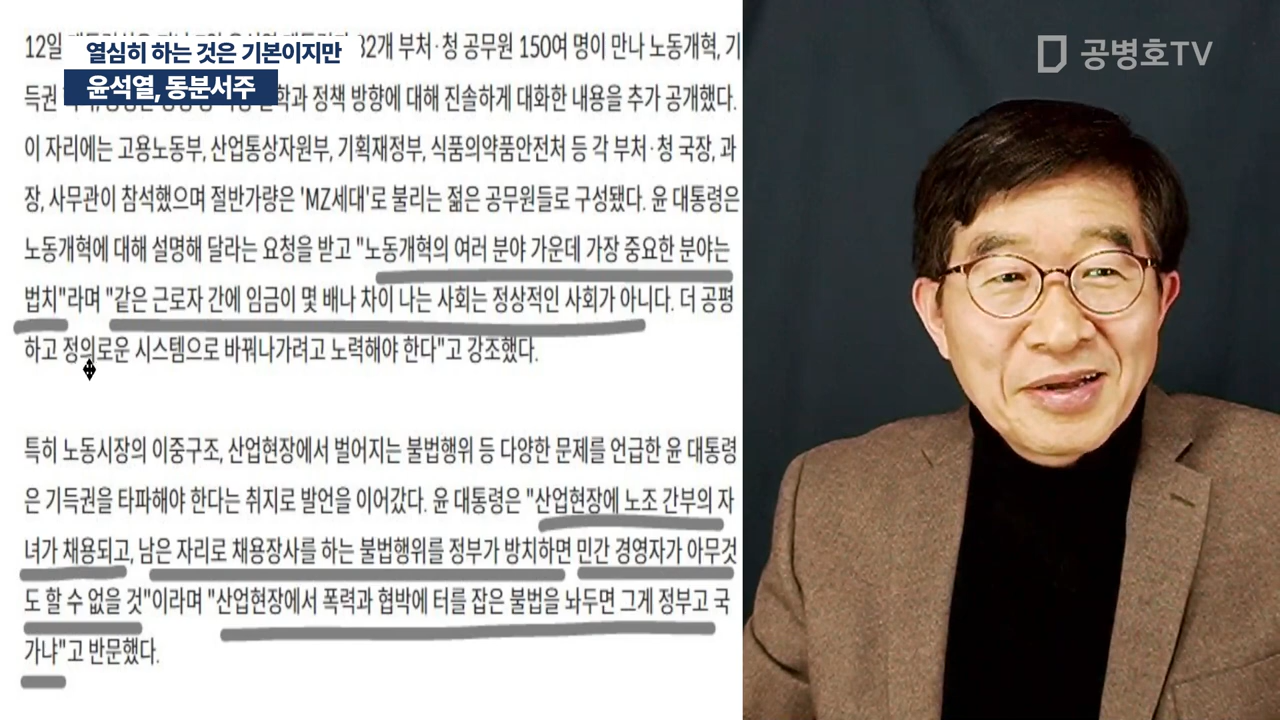 열심히 하는 것은 기본이지만
윤석열, 동분서주
공병호TV
12일 32개 부처·청 공무원 150여 명이 만나 노동개혁, 기
득권 정책 방향에 대해 진솔하게 대화한 내용을 추가 공개했다.
이 자리에는 고용노동부, 산업통상자원부, 기획재정부, 식품의약품안전처 등 각 부처·청 국장, 과
장, 사무관이 참석했으며 절반가량은 'MZ세대'로 불리는 젊은 공무원들로 구성됐다. 윤 대통령은
노동개혁에 대해 설명해 달라는 요청을 받고 "노동개혁의 여러 분야 가운데 가장 중요한 분야는
법치"라며 "같은 근로자 간에 임금이 몇 배나 차이 나는 사회는 정상적인 사회가 아니다. 더 공평
하고 정의로운 시스템으로 바꿔나가려고 노력해야 한다"고 강조했다.
특히 노동시장의 이중구조, 산업현장에서 벌어지는 불법행위 등 다양한 문제를 언급한 윤 대통령
은 기득권을 타파해야 한다는 취지로 발언을 이어갔다. 윤 대통령은 "산업현장에 노조 간부의 자
녀가 채용되고, 남은 자리로 채용장사를 하는 불법행위를 정부가 방치하면 민간 경영자가 아무것
도 할 수 없을 것"이라며 "산업현장에서 폭력과 협박에 터를 잡은 불법을 놔두면 그게 정부고 국
가냐"고 반문했다.